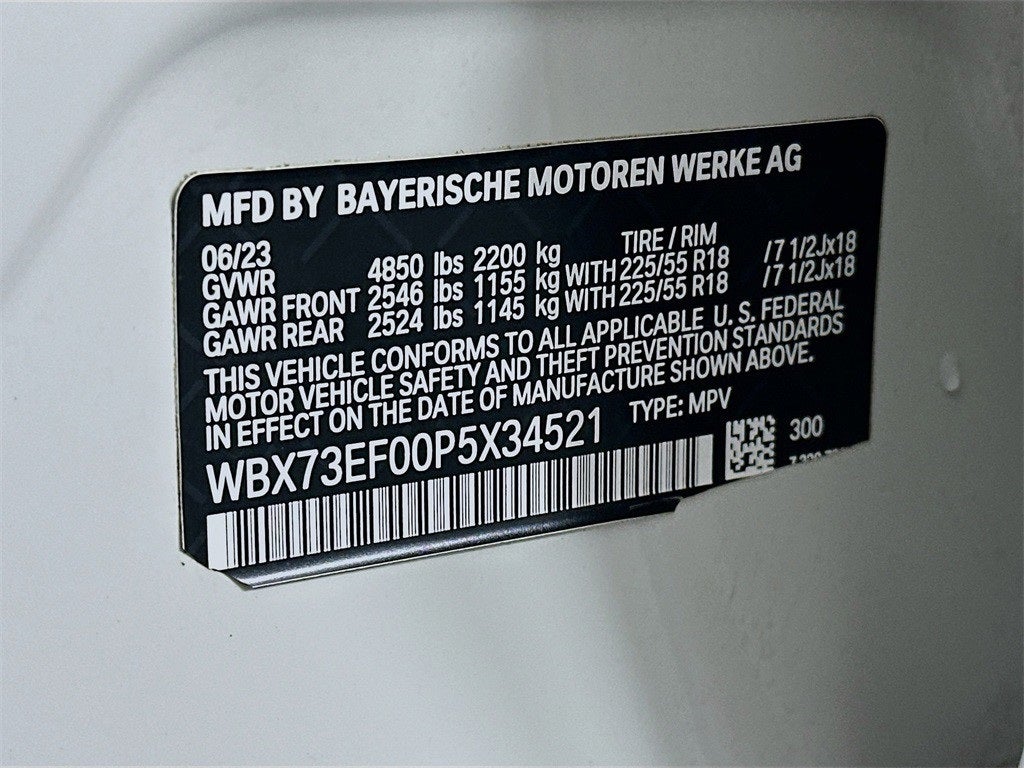 MFD BY BAYERISCHE MOTOREN WERKE AG
06/23 TIRE / RIM
GVWR 4850 lbs 2200 kg
GAWR FRONT 2546 lbs 1155 kg WITH 225/55 R18 /7 1/2Jx18
GAWR REAR 2524 lbs 1145 kg WITH 225/55 R18 /7 1/2Jx18
THIS VEHICLE CONFORMS TO ALL APPLICABLE U. S. FEDERAL
MOTOR VEHICLE SAFETY AND THEFT PREVENTION STANDARDS
IN EFFECT ON THE DATE OF MANUFACTURE SHOWN ABOVE.
WBX73EF00P5X34521 TYPE: MPV
300